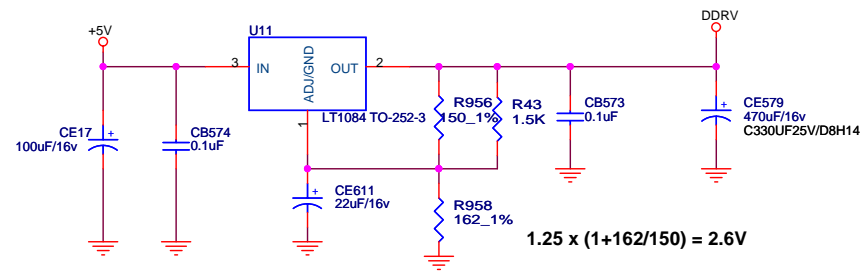 DDRV
+5V
U11
3
IN
OUT
2
ADJ/GND
1
LT1084 TO-252-3
R956
150_1%
R43
1.5K
CB573
0.1uF
CE579
470uF/16v
C330UF25V/D8H14
CE17
100uF/16v
CB574
0.1uF
CE611
22uF/16v
R958
162_1%
1.25 x (1+162/150) = 2.6V